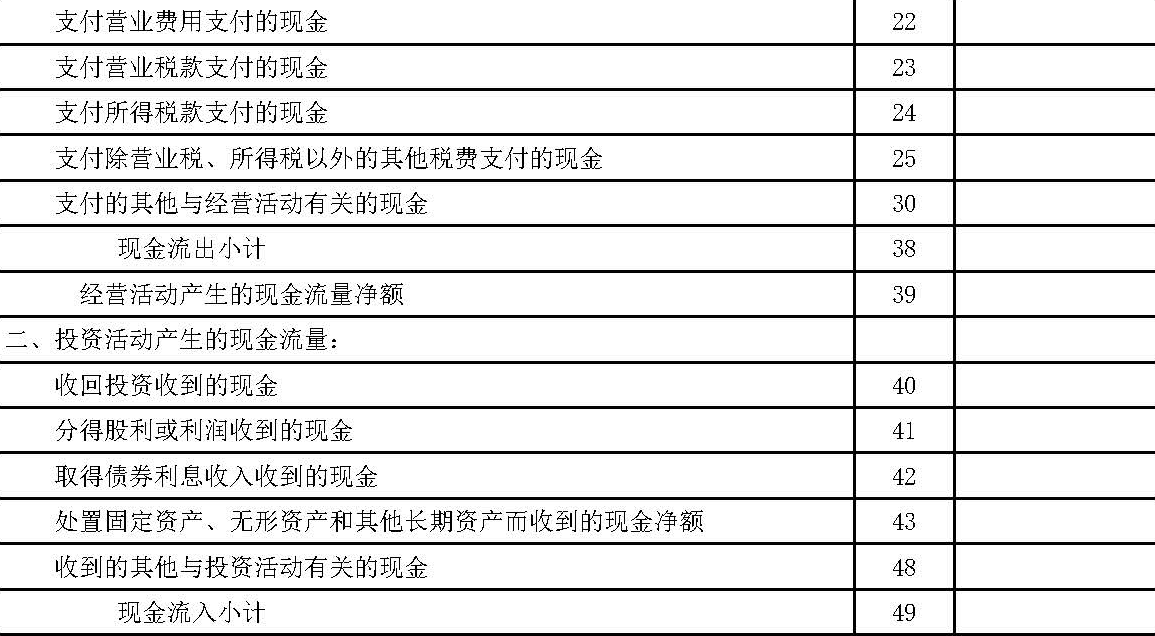 支付营业费用支付的现金 22
支付营业税款支付的现金 23
支付所得税款支付的现金 24
支付除营业税、所得税以外的其他税费支付的现金 25
支付的其他与经营活动有关的现金 30
现金流出小计 38
经营活动产生的现金流量净额 39
二、投资活动产生的现金流量：
收回投资收到的现金 40
分得股利或利润收到的现金 41
取得债券利息收入收到的现金 42
处置固定资产、无形资产和其他长期资产而收到的现金净额 43
收到的其他与投资活动有关的现金 48
现金流入小计 49